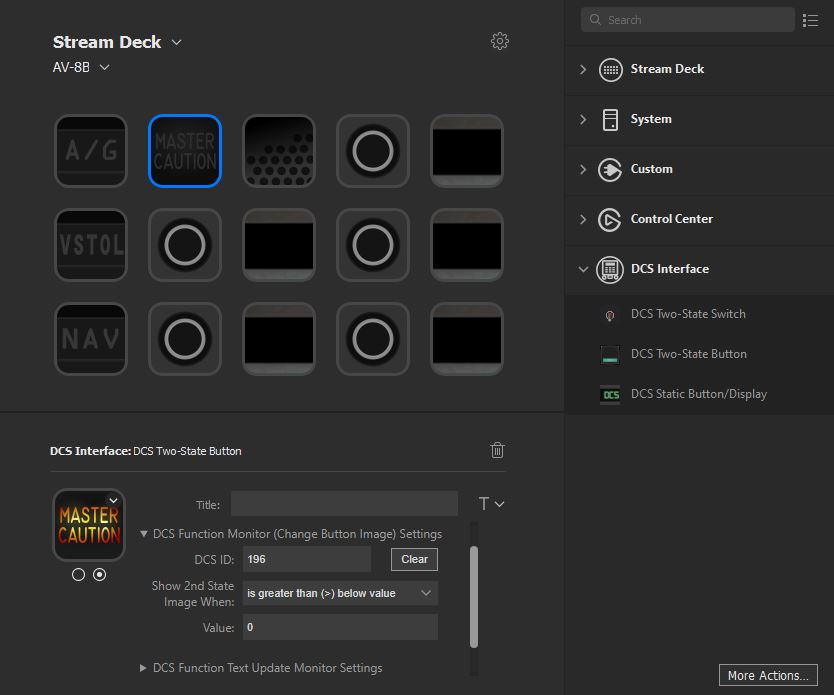 Stream Deck
AV-8B
A/G
MASTER
CAUTION
VSTOL
NAV
DCS Interface: DCS Two-State Button
MASTER
CAUTION
Title:
T
DCS Function Monitor (Change Button Image) Settings
DCS ID: 196 Clear
Show 2nd State
Image When: is greater than (>) below value
Value: 0
DCS Function Text Update Monitor Settings
Search
Stream Deck
System
Custom
Control Center
DCS Interface
DCS Two-State Switch
DCS Two-State Button
DCS DCS Static Button/Display
More Actions...